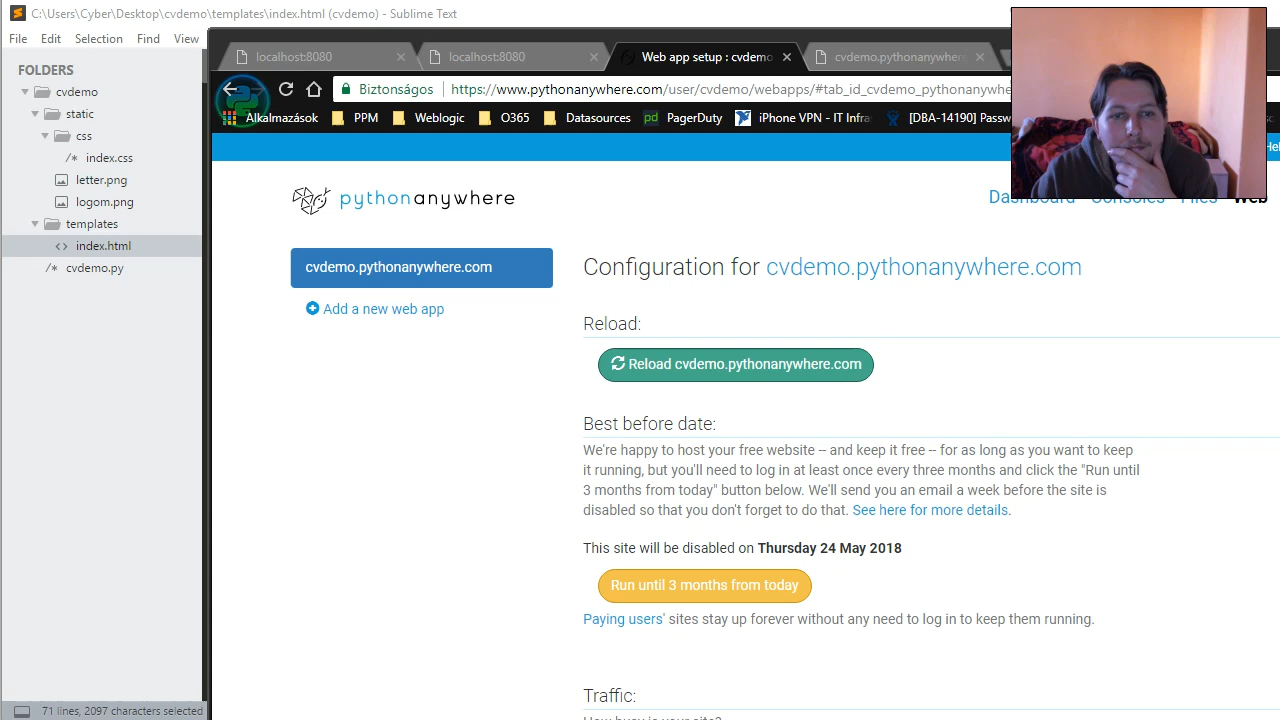 C:\Users\Cyber\Desktop\cvdemo\templates\index.html (cvdemo) - Sublime Text
File Edit Selection Find View
FOLDERS
cvdemo
static
css
/* index.css
letter.png
logom.png
templates
<> index.html
/* cvdemo.py
71 lines, 2097 characters selected
localhost:8080
localhost:8080
Web app setup : cvdemo
cvdemo.pythonanywhere
Biztonságos https://www.pythonanywhere.com/user/cvdemo/webapps/#tab_id_cvdemo_pythonanywhe
Alkalmazások PPM Weblogic O365 Datasources pd PagerDuty iPhone VPN - IT Infra [DBA-14190] Passw
Hel
pythonanywhere
Dashboard Consoles Files Web
cvdemo.pythonanywhere.com
Add a new web app
Configuration for cvdemo.pythonanywhere.com
Reload:
Reload cvdemo.pythonanywhere.com
Best before date:
We're happy to host your free website -- and keep it free -- for as long as you want to keep
it running, but you'll need to log in at least once every three months and click the "Run until
3 months from today" button below. We'll send you an email a week before the site is
disabled so that you don't forget to do that. See here for more details.
This site will be disabled on Thursday 24 May 2018
Run until 3 months from today
Paying users' sites stay up forever without any need to log in to keep them running.
Traffic:
How busy is your site?